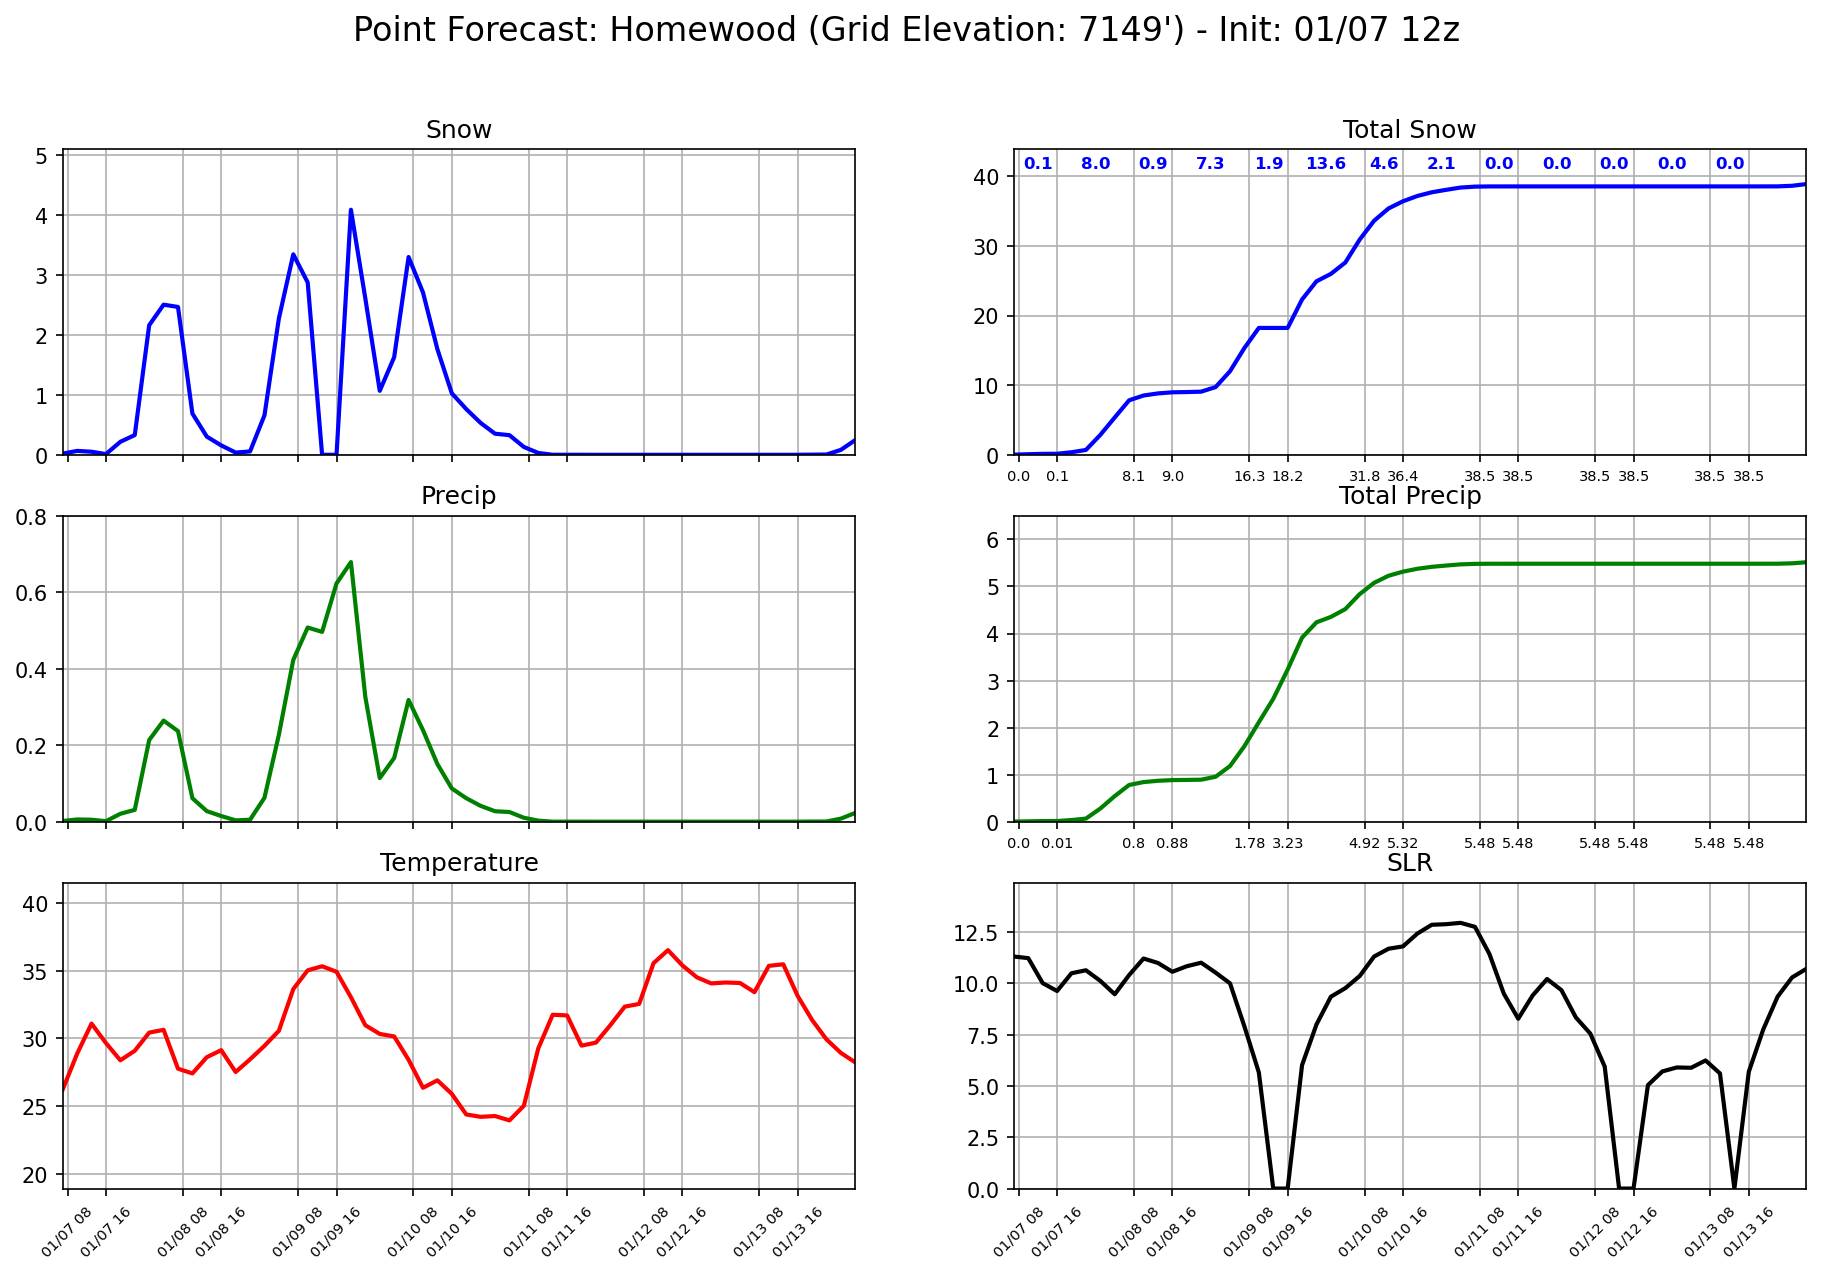 Point Forecast: Homewood (Grid Elevation: 7149') - Init: 01/07 12z
Snow
5
4
3
2
1
0
Total Snow
0.1 8.0 0.9 7.3 1.9 13.6 4.6 2.1 0.0 0.0 0.0 0.0 0.0
40
30
20
10
0
0.0 0.1 8.1 9.0 16.3 18.2 31.8 36.4 38.5 38.5 38.5 38.5 38.5 38.5
Precip
0.8
0.6
0.4
0.2
0.0
Total Precip
6
5
4
3
2
1
0
0.0 0.01 0.8 0.88 1.78 3.23 4.92 5.32 5.48 5.48 5.48 5.48 5.48 5.48
Temperature
40
35
30
25
20
01/07 08 01/07 16 01/08 08 01/08 16 01/09 08 01/09 16 01/10 08 01/10 16 01/11 08 01/11 16 01/12 08 01/12 16 01/13 08 01/13 16
SLR
12.5
10.0
7.5
5.0
2.5
0.0
01/07 08 01/07 16 01/08 08 01/08 16 01/09 08 01/09 16 01/10 08 01/10 16 01/11 08 01/11 16 01/12 08 01/12 16 01/13 08 01/13 16